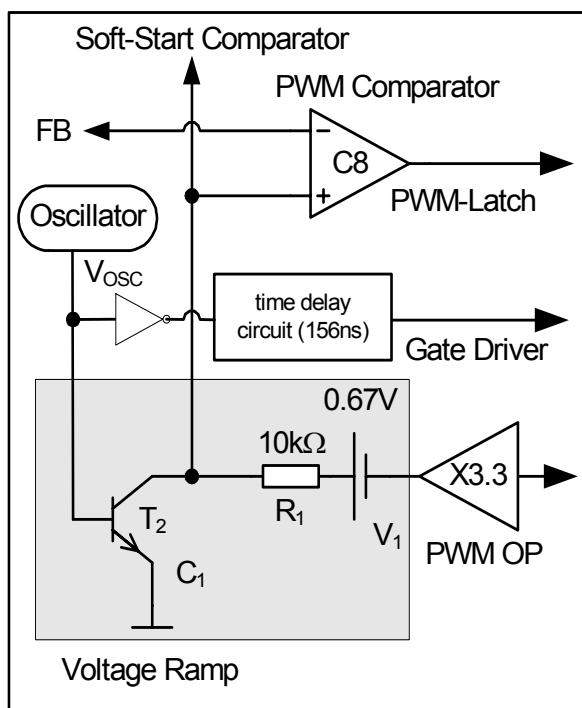 Soft-Start Comparator
PWM Comparator
FB
−
C8
+
PWM-Latch
Oscillator
VOSC
time delay
circuit (156ns)
Gate Driver
0.67V
10kΩ
X3.3
R1
V1
PWM OP
T2
C1
Voltage Ramp